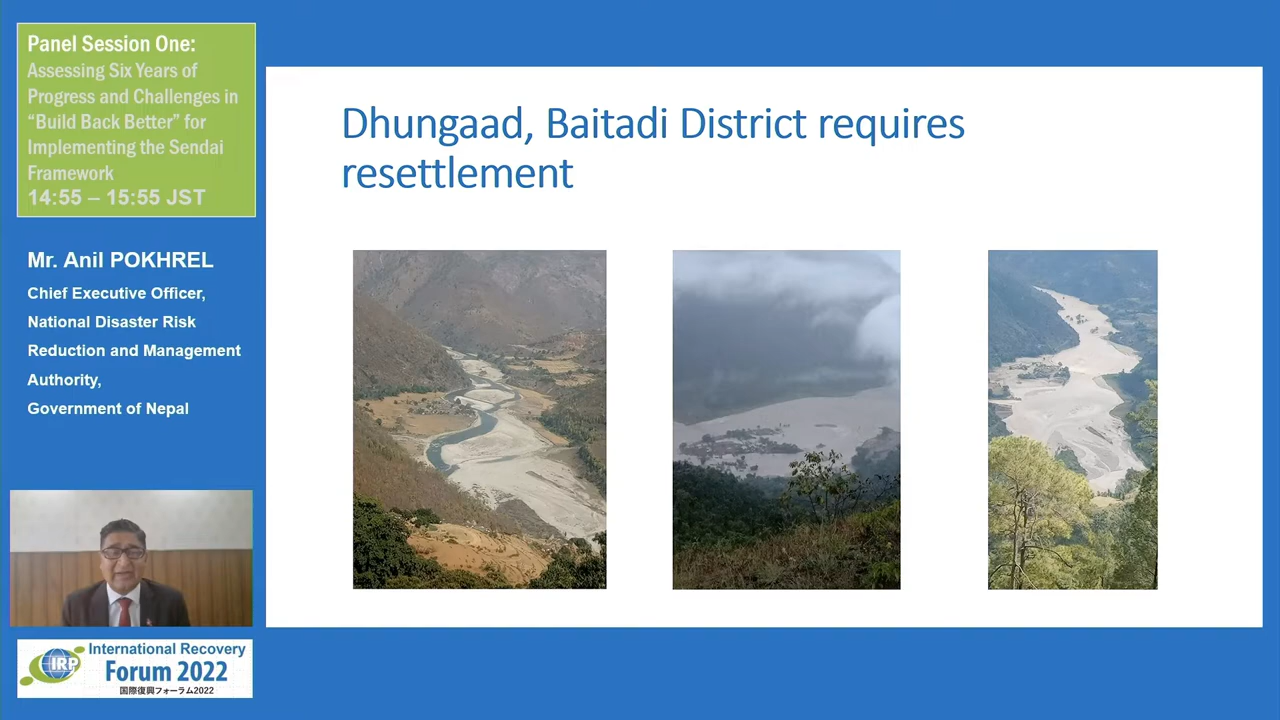 Panel Session One:
Assessing Six Years of
Progress and Challenges in
“Build Back Better” for
Implementing the Sendai
Framework
14:55 – 15:55 JST
Mr. Anil POKHREL
Chief Executive Officer,
National Disaster Risk
Reduction and Management
Authority,
Government of Nepal
IRP
International Recovery
Forum 2022
国際復興フォーラム2022
Dhungaad, Baitadi District requires
resettlement